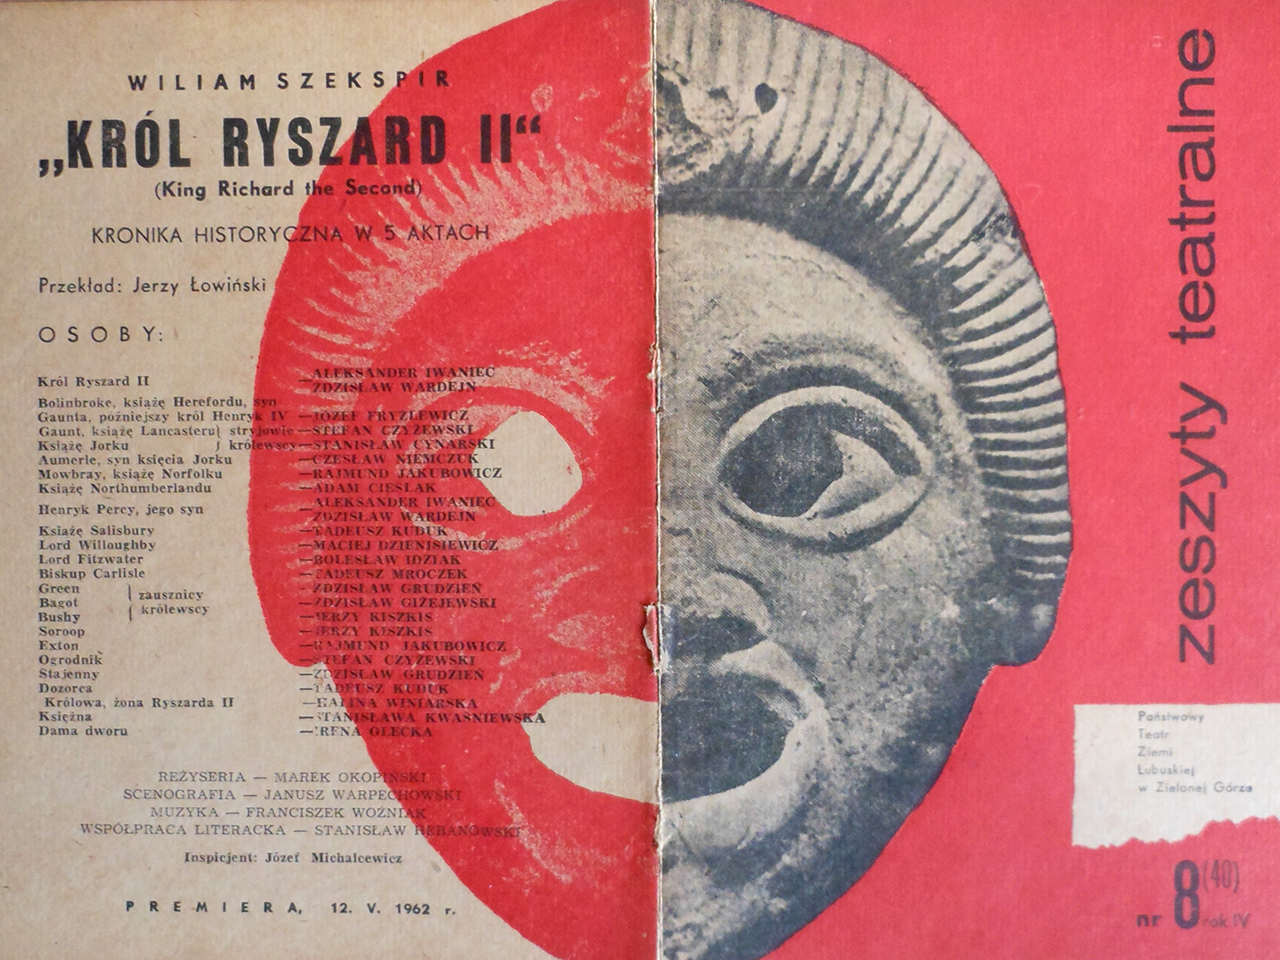 WILIAM SZEKSPIR
„KRÓL RYSZARD II“
(King Richard the Second)
KRONIKA HISTORYCZNA W 5 AKTACH
Przekład: Jerzy Łowiński
OSOBY:
Król Ryszard II — ALEKSANDER IWANIEC
ZDZISŁAW WARDEJN
Bolinbroke, książę Herefordu, syn
Gaunta, późniejszy król Henryk IV — JÓZEF FRYŹLEWICZ
Gaunt, książę Lancasteru } stryjowie — STEFAN CZYŻEWSKI
Książę Jorku } królewscy — STANISŁAW CYNARSKI
Aumerle, syn księcia Jorku — CZESŁAW NIEMCZUK
Mowbray, książę Norfolku — RAJMUND JAKUBOWICZ
Książę Northumberlandu — ADAM CIEŚLAK
Henryk Percy, jego syn — ALEKSANDER IWANIEC
ZDZISŁAW WARDEJN
Książę Salisbury — TADEUSZ KUDUK
Lord Willoughby — MACIEJ DZIENISIEWICZ
Lord Fitzwater — BOLESŁAW IDZIAK
Biskup Carlisle — TADEUSZ MROCZEK
Green } zausznicy — ZDZISŁAW GRUDZIEŃ
Bagot } królewscy — ZDZISŁAW GIŻEJEWSKI
Bushy — JERZY KISZKIS
Soroop — JERZY KISZKIS
Exton — RAJMUND JAKUBOWICZ
Ogrodnik — STEFAN CZYŻEWSKI
Stajenny — ZDZISŁAW GRUDZIEŃ
Dozorca — TADEUSZ KUDUK
Królowa, żona Ryszarda II — HALINA WINIARSKA
Księżna — STANISŁAWA KWAŚNIEWSKA
Dama dworu — IRENA OLECKA
REŻYSERIA — MAREK OKOPIŃSKI
SCENOGRAFIA — JANUSZ WARPECHOWSKI
MUZYKA — FRANCISZEK WOŹNIAK
WSPÓŁPRACA LITERACKA — STANISŁAW HEBANOWSKI
Inspicjent: Józef Michalcewicz
PREMIERA, 12. V. 1962 r.
zeszyty teatralne
Państwowy
Teatr
Ziemi
Lubuskiej
w Zielonej Górze
nr 8 (40) rok IV